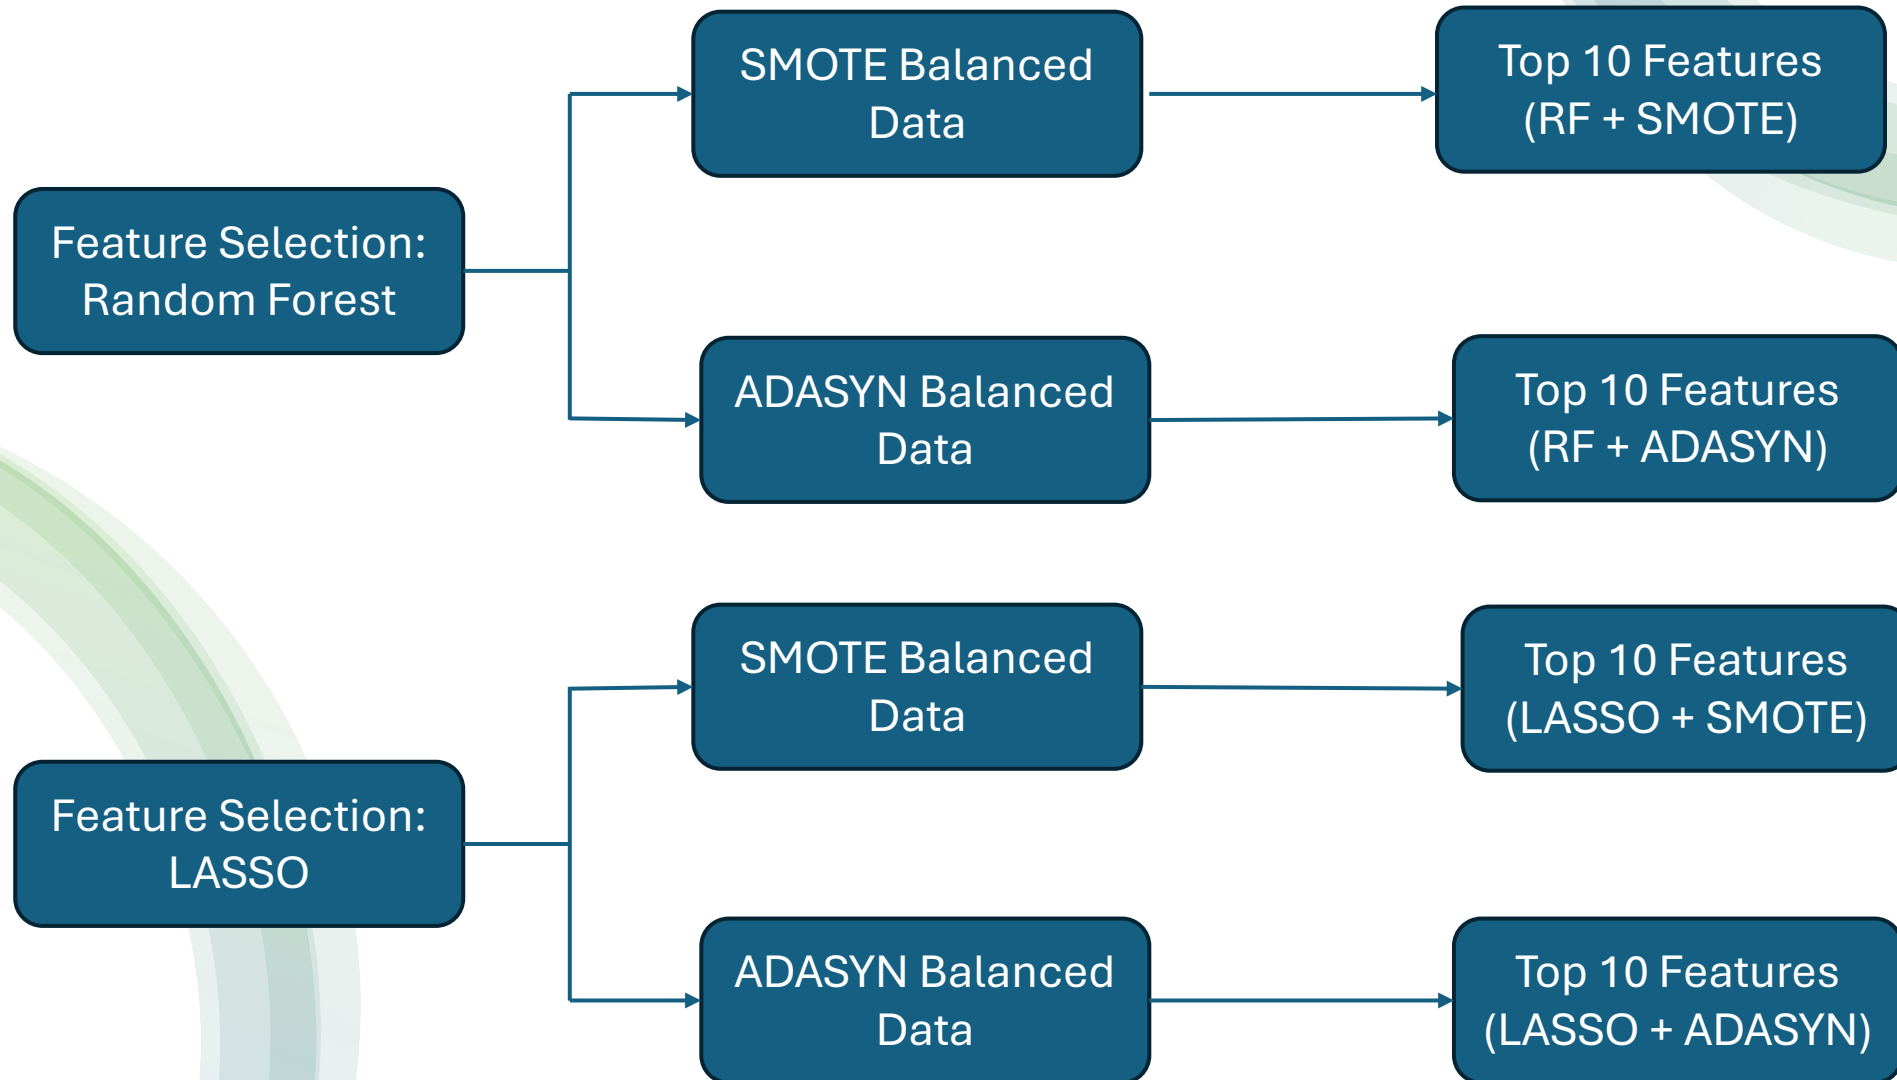 Feature Selection:
Random Forest
SMOTE Balanced
Data
Top 10 Features
(RF + SMOTE)
ADASYN Balanced
Data
Top 10 Features
(RF + ADASYN)
Feature Selection:
LASSO
SMOTE Balanced
Data
Top 10 Features
(LASSO + SMOTE)
ADASYN Balanced
Data
Top 10 Features
(LASSO + ADASYN)